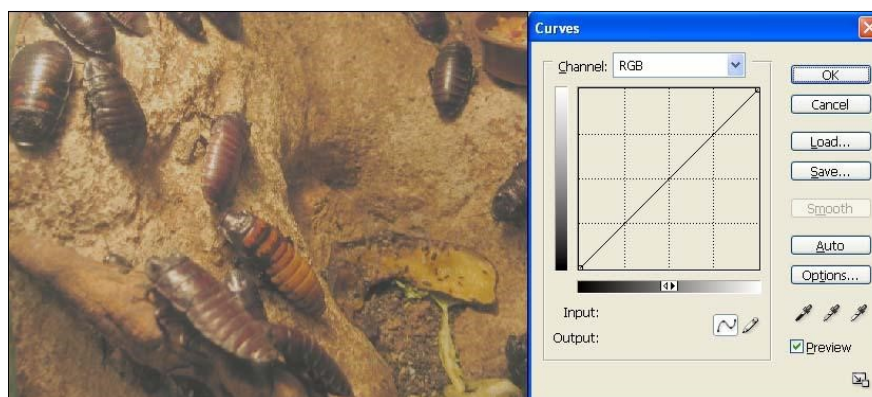 Curves
Channel: RGB
OK
Cancel
Load...
Save...
Smooth
Auto
Options...
Input:
Output:
Preview